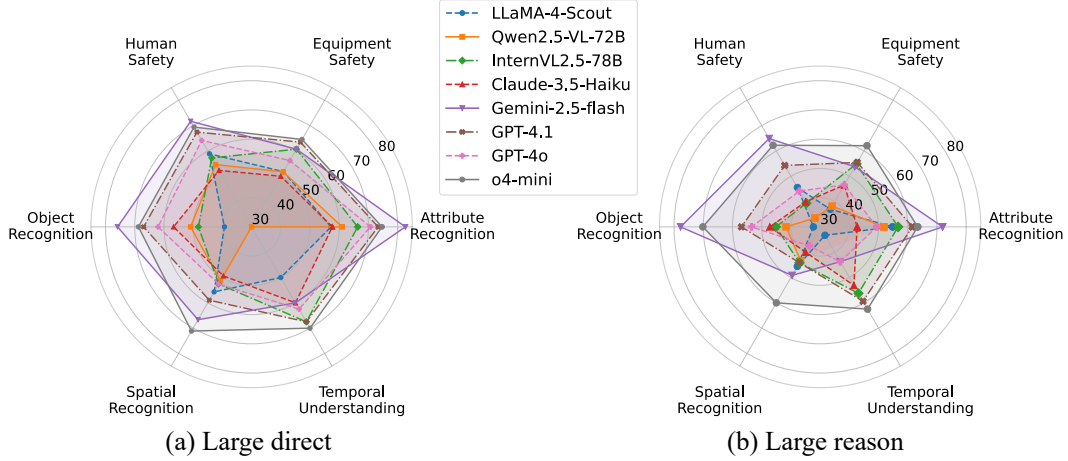 LLaMA-4-Scout
Qwen2.5-VL-72B
InternVL2.5-78B
Claude-3.5-Haiku
Gemini-2.5-flash
GPT-4.1
GPT-4o
o4-mini
Human
Safety
Equipment
Safety
80
70
60
50
40
30
Object
Recognition
Attribute
Recognition
Spatial
Recognition
Temporal
Understanding
(a) Large direct
Human
Safety
Equipment
Safety
80
70
60
50
40
30
Object
Recognition
Attribute
Recognition
Spatial
Recognition
Temporal
Understanding
(b) Large reason